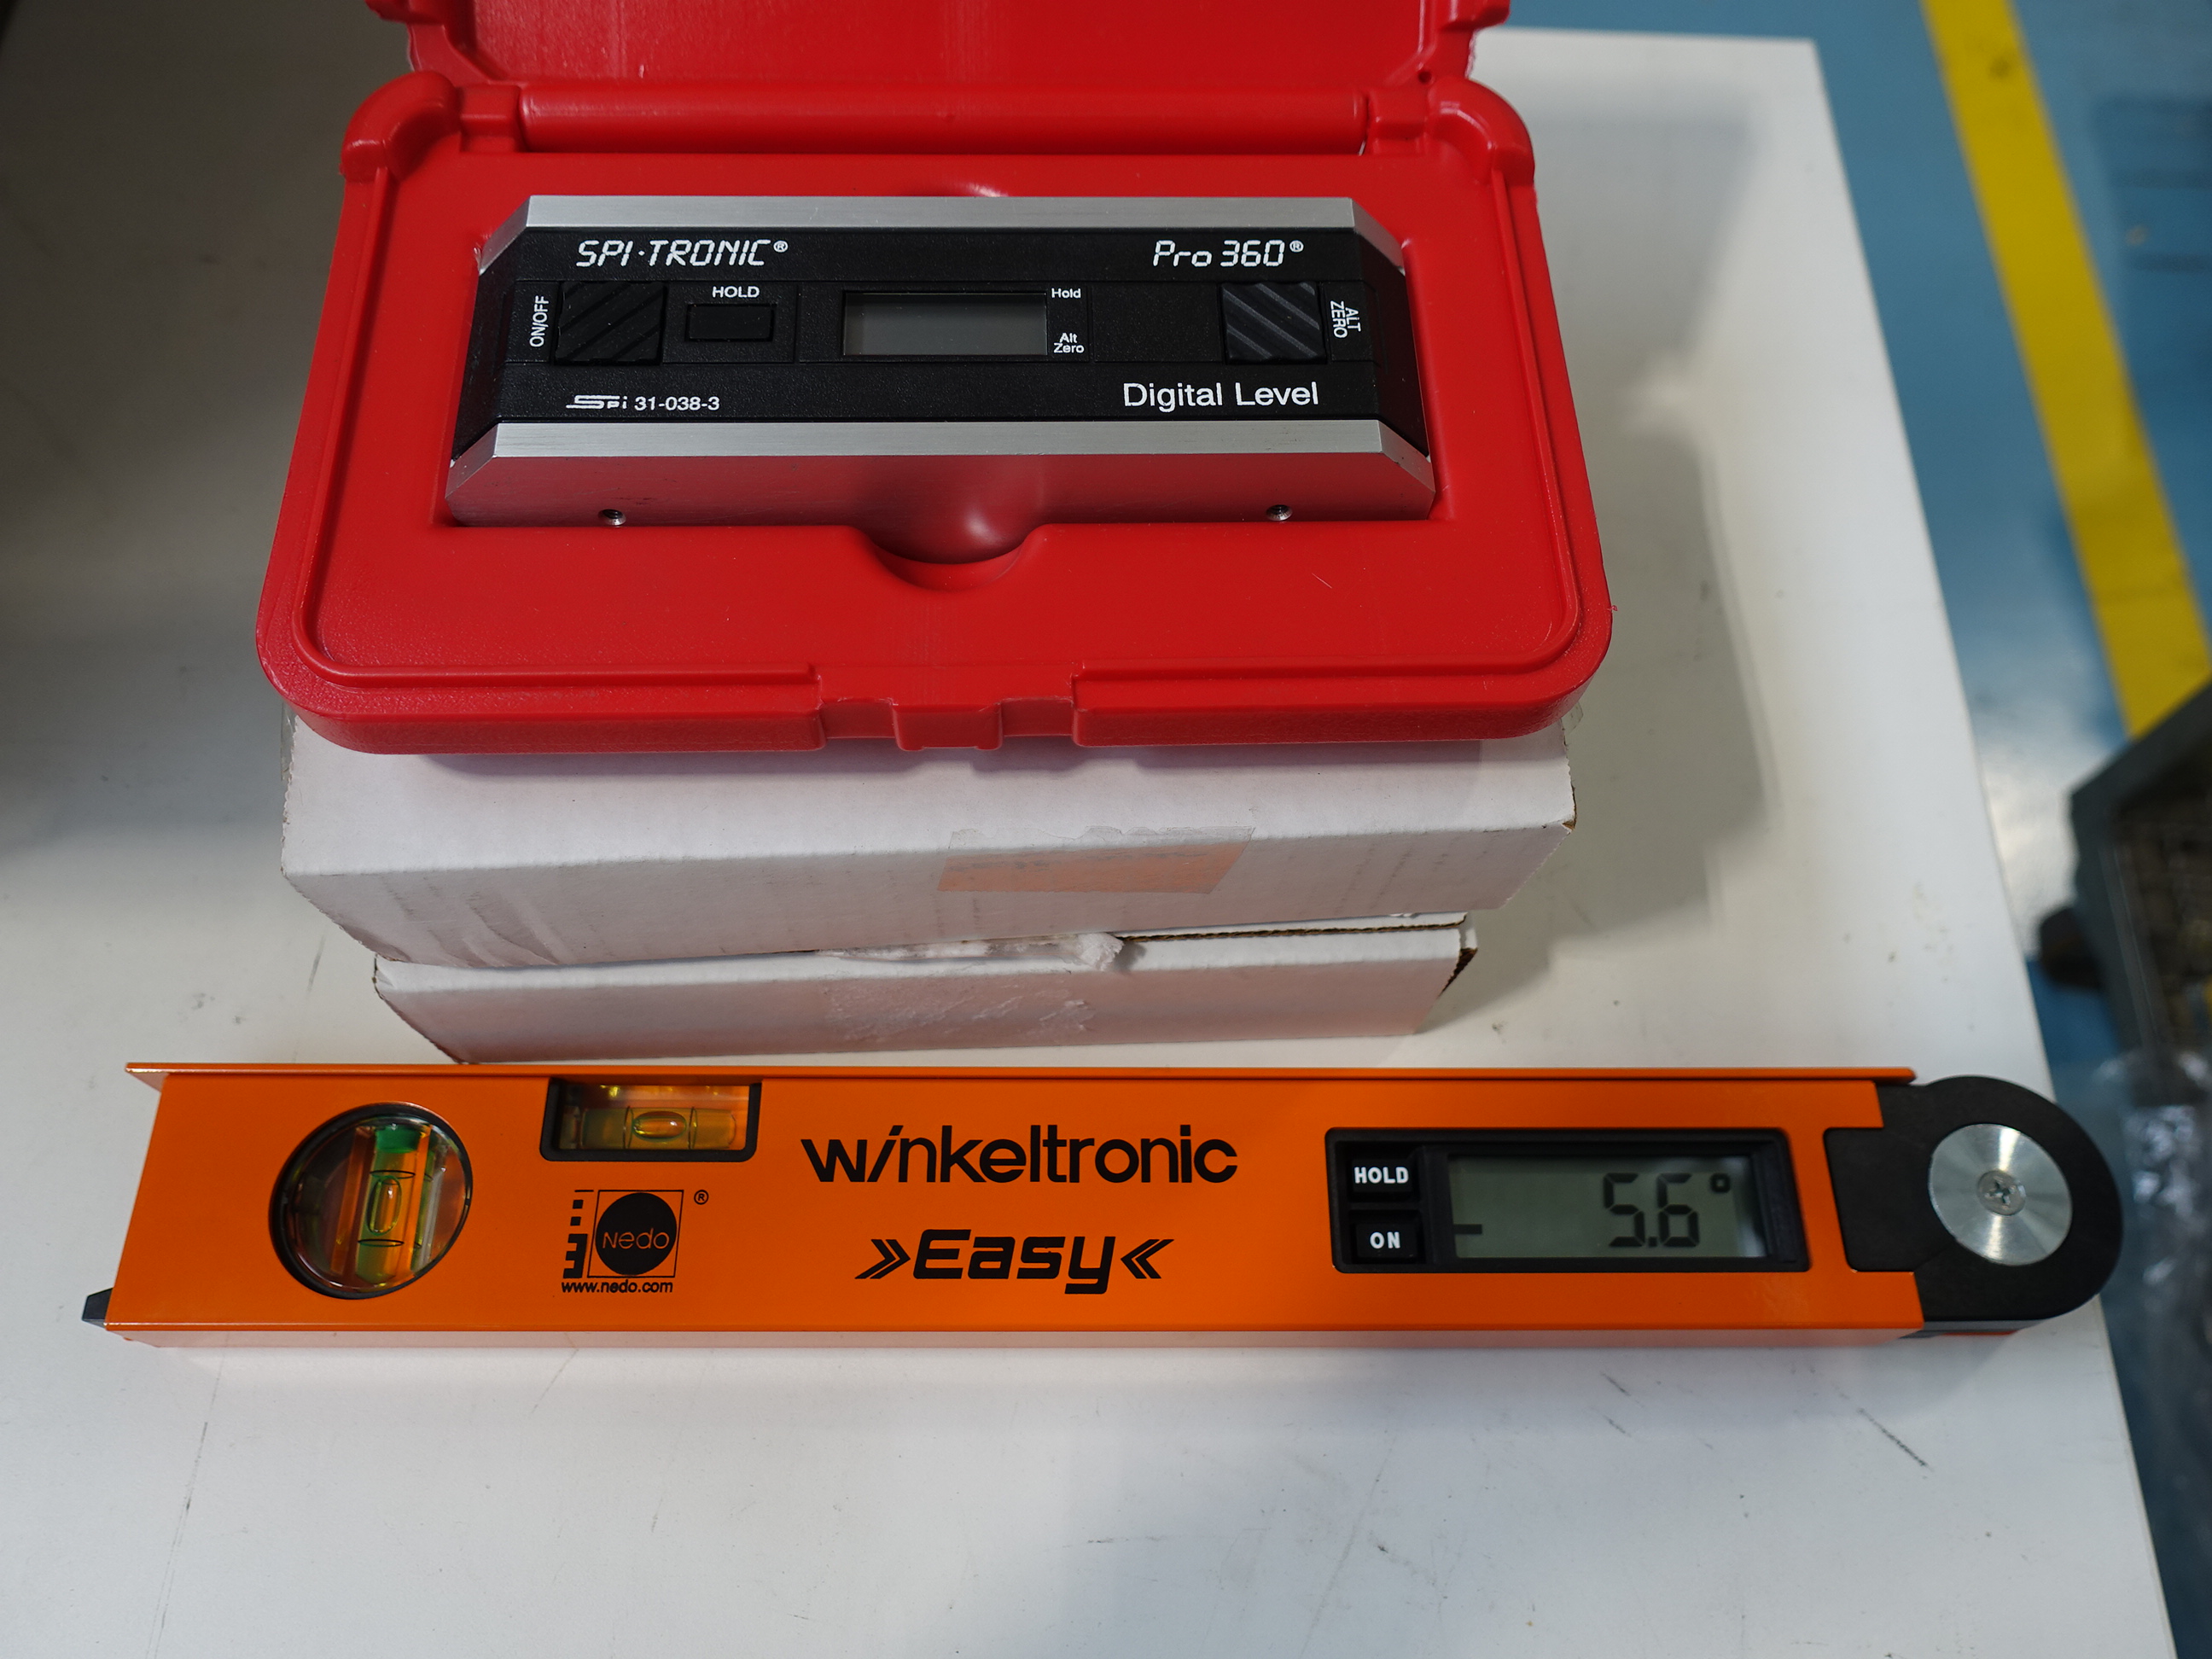 SPI·TRONIC® Pro 360®
ON/OFF
HOLD
Hold
Alt
Zero
ALT
ZERO
SPi 31-038-3
Digital Level
winkeltronic
»Easy«
Nedo ®
www.nedo.com
HOLD
ON
5.6°